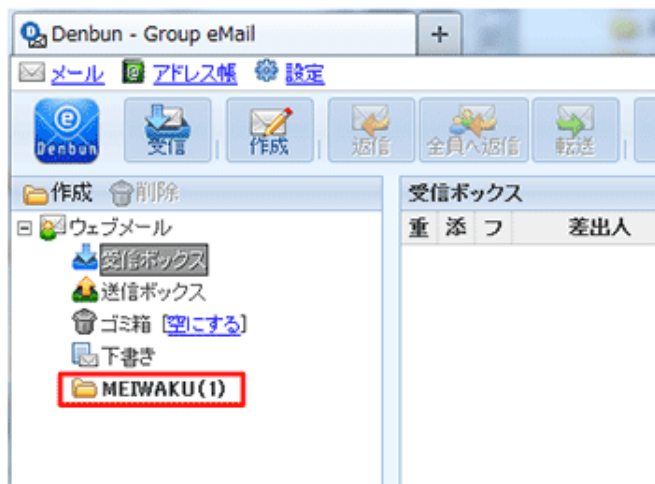 Denbun - Group eMail
+
メール アドレス帳 設定
e Denbun 受信 作成 返信 全員へ返信 転送
作成 削除
受信ボックス
重 添 フ 差出人
ウェブメール
受信ボックス
送信ボックス
ゴミ箱 [空にする]
下書き
MEIWAKU(1)